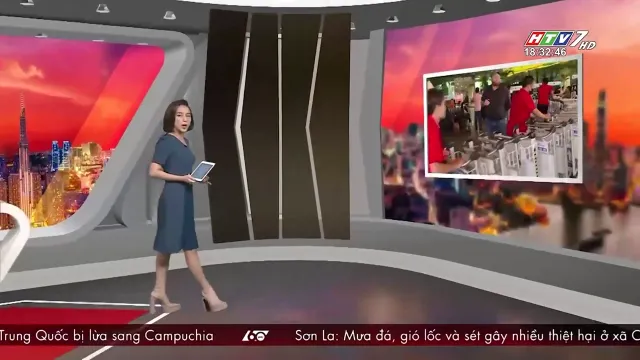 HTV7 HD
18:32:46
Trung Quốc bị lừa sang Campuchia 60 Sơn La: Mưa đá, gió lốc và sét gây nhiều thiệt hại ở xã C